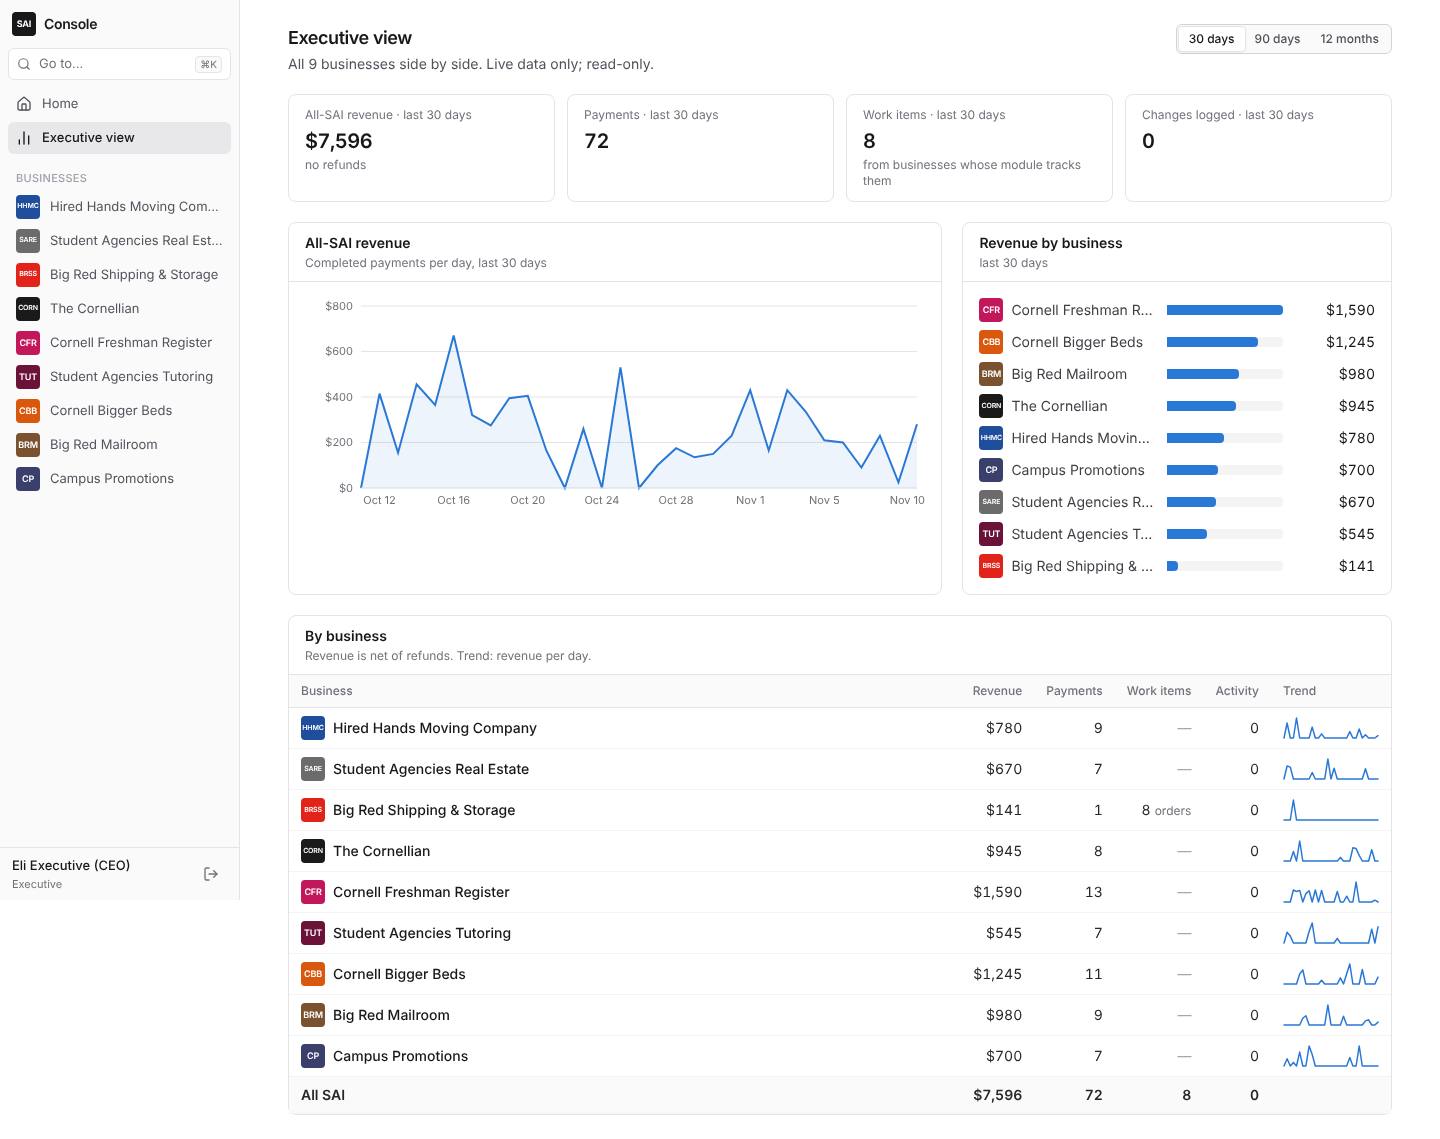 SAI Console
Go to... ⌘K
Home
Executive view
BUSINESSES
HHMC Hired Hands Moving Com...
SARE Student Agencies Real Est...
BRSS Big Red Shipping & Storage
CORN The Cornellian
CFR Cornell Freshman Register
TUT Student Agencies Tutoring
CBB Cornell Bigger Beds
BRM Big Red Mailroom
CP Campus Promotions
Eli Executive (CEO)
Executive
Executive view
All 9 businesses side by side. Live data only; read-only.
30 days 90 days 12 months
All-SAI revenue · last 30 days
$7,596
no refunds
Payments · last 30 days
72
Work items · last 30 days
8
from businesses whose module tracks
them
Changes logged · last 30 days
0
All-SAI revenue
Completed payments per day, last 30 days
$800
$600
$400
$200
$0
Oct 12 Oct 16 Oct 20 Oct 24 Oct 28 Nov 1 Nov 5 Nov 10
Revenue by business
last 30 days
CFR Cornell Freshman R... $1,590
CBB Cornell Bigger Beds $1,245
BRM Big Red Mailroom $980
CORN The Cornellian $945
HHMC Hired Hands Movin... $780
CP Campus Promotions $700
SARE Student Agencies R... $670
TUT Student Agencies T... $545
BRSS Big Red Shipping & ... $141
By business
Revenue is net of refunds. Trend: revenue per day.
Business Revenue Payments Work items Activity Trend
HHMC Hired Hands Moving Company $780 9 — 0
SARE Student Agencies Real Estate $670 7 — 0
BRSS Big Red Shipping & Storage $141 1 8 orders 0
CORN The Cornellian $945 8 — 0
CFR Cornell Freshman Register $1,590 13 — 0
TUT Student Agencies Tutoring $545 7 — 0
CBB Cornell Bigger Beds $1,245 11 — 0
BRM Big Red Mailroom $980 9 — 0
CP Campus Promotions $700 7 — 0
All SAI $7,596 72 8 0